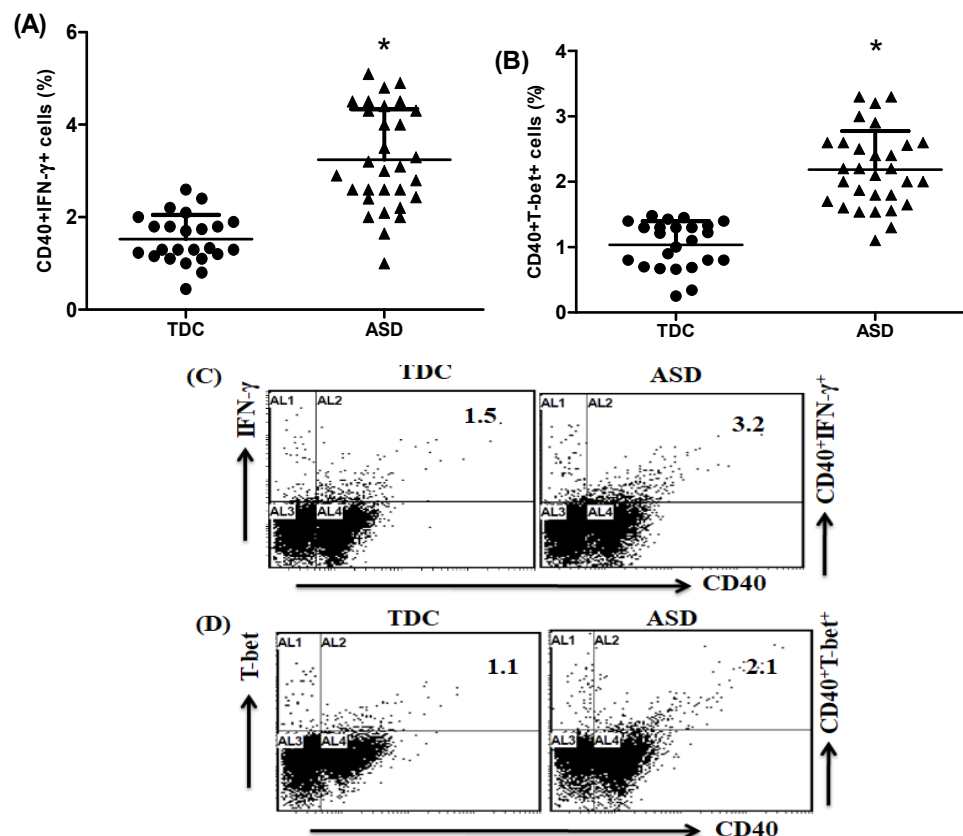 (A)
CD40+IFN-γ+ cells (%)
6
4
2
0
*
TDC
ASD
(B)
CD40+T-bet+ cells (%)
4
3
2
1
0
*
TDC
ASD
(C)
TDC
ASD
IFN-γ
AL1
AL2
1.5
AL3
AL4
AL1
AL2
3.2
AL3
AL4
CD40⁺IFN-γ⁺
CD40
(D)
TDC
ASD
T-bet
AL1
AL2
1.1
AL3
AL4
AL1
AL2
2.1
AL3
AL4
CD40⁺T-bet⁺
CD40